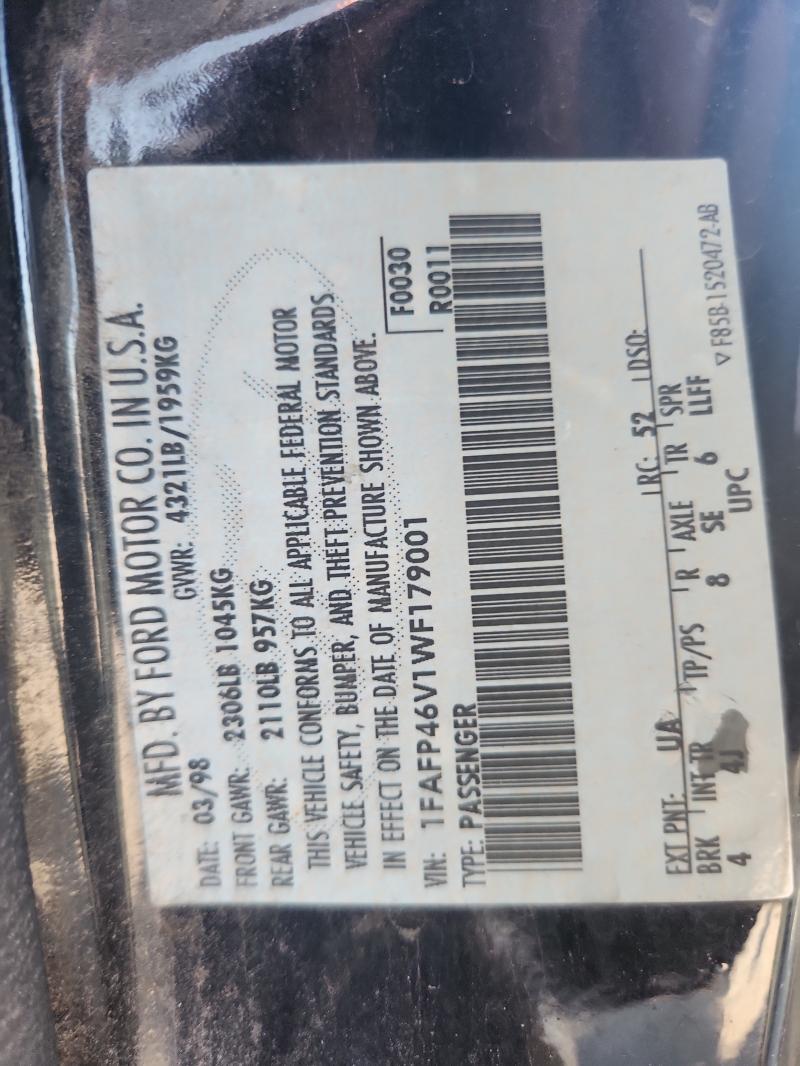 MFD. BY FORD MOTOR CO. IN U.S.A.
DATE: 03/98 GVWR: 4321LB/1959KG
FRONT GAWR: 2306LB 1045KG
REAR GAWR: 2110LB 957KG
THIS VEHICLE CONFORMS TO ALL APPLICABLE FEDERAL MOTOR
VEHICLE SAFETY, BUMPER, AND THEFT PREVENTION STANDARDS
IN EFFECT ON THE DATE OF MANUFACTURE SHOWN ABOVE.
VIN: 1FAFP46V1WF179001 F0030
TYPE: PASSENGER R0011
EXT PNT: UA RC: 52 DSO:
BRK INT TR TP/PS R AXLE TR SPR
4 4J 8 SE 6 LLFF
UPC
▽ F85B-1520472-AB